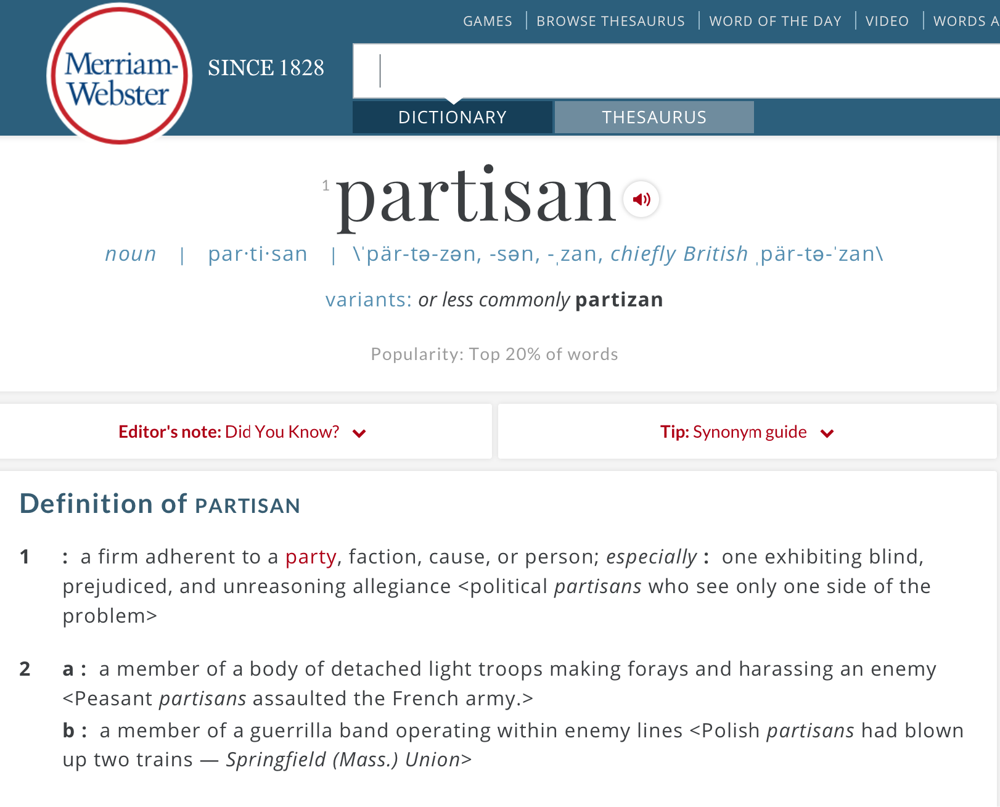 GAMES | BROWSE THESAURUS | WORD OF THE DAY | VIDEO | WORDS A
Merriam-
Webster
SINCE 1828
DICTIONARY THESAURUS
1 partisan
noun | par·ti·san | \ˈpär-tə-zən, -sən, -ˌzan, chiefly British ˌpär-tə-ˈzan\
variants: or less commonly partizan
Popularity: Top 20% of words
Editor's note: Did You Know?
Tip: Synonym guide
Definition of PARTISAN
1 : a firm adherent to a party, faction, cause, or person; especially : one exhibiting blind,
prejudiced, and unreasoning allegiance <political partisans who see only one side of the
problem>
2 a : a member of a body of detached light troops making forays and harassing an enemy
<Peasant partisans assaulted the French army.>
b : a member of a guerrilla band operating within enemy lines <Polish partisans had blown
up two trains — Springfield (Mass.) Union>